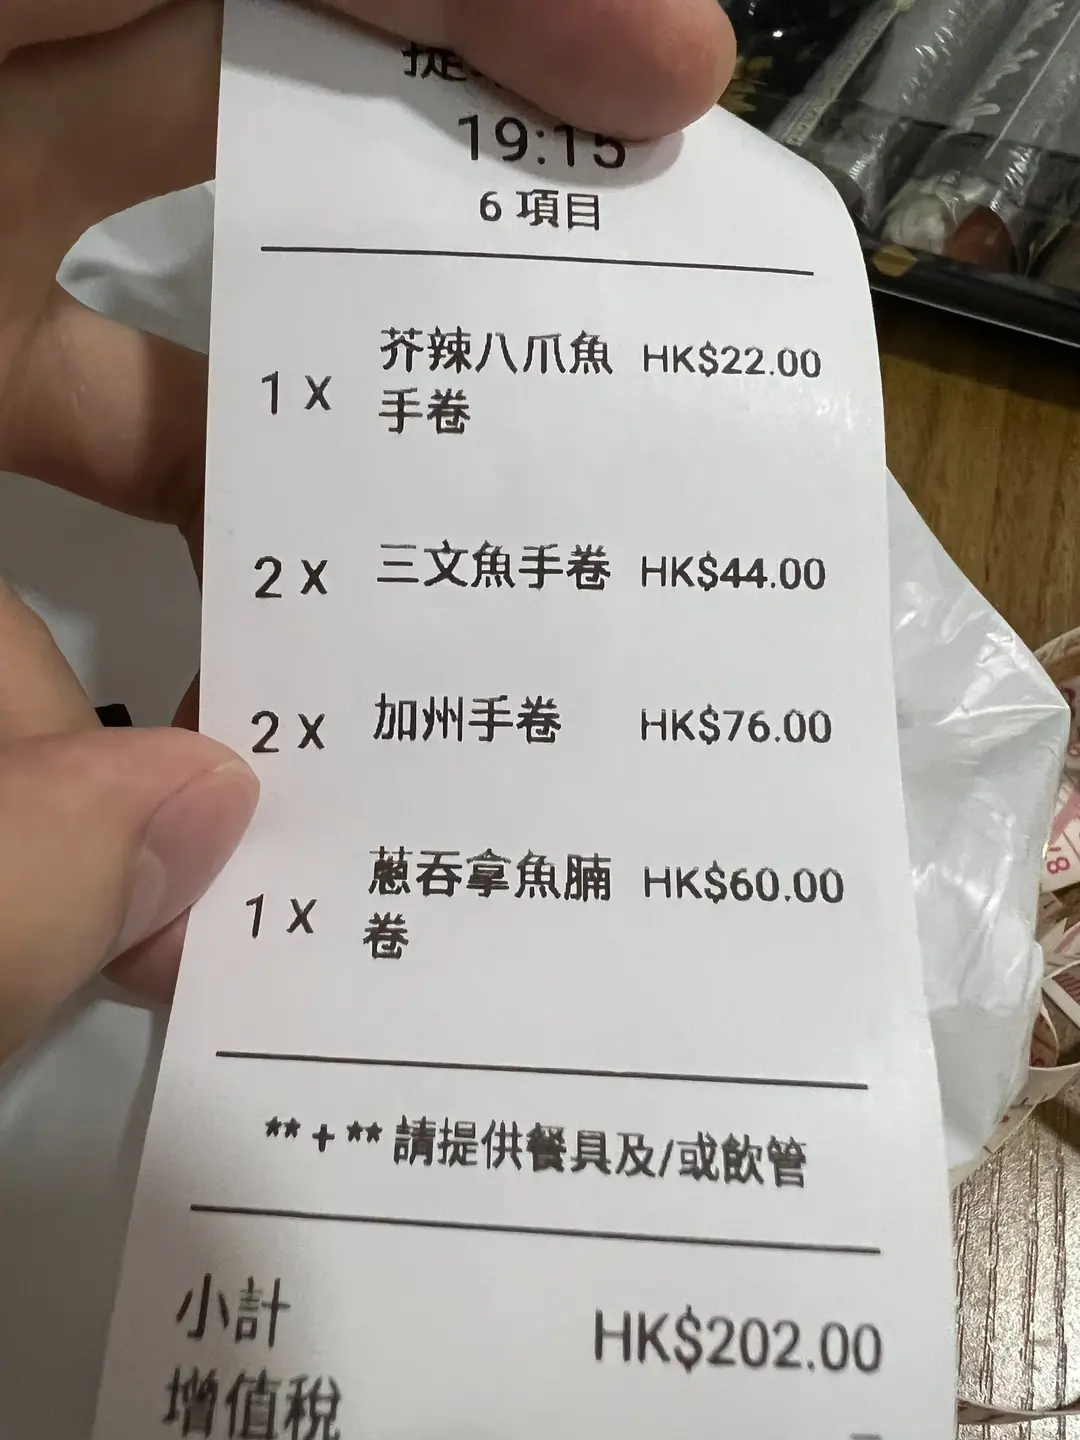 19:15
6 項目
1 X 芥辣八爪魚 HK$22.00
手卷
2 X 三文魚手卷 HK$44.00
2 X 加州手卷 HK$76.00
1 X 蔥吞拿魚腩 HK$60.00
卷
** + ** 請提供餐具及/或飲管
小計 HK$202.00
增值稅